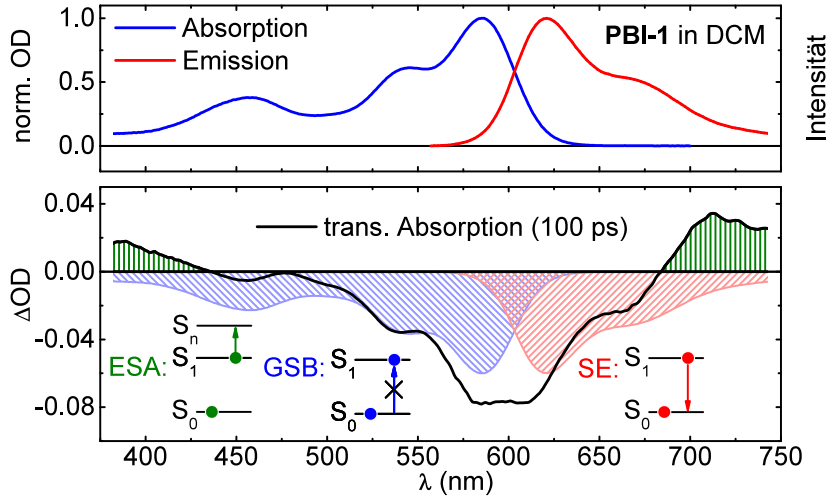 Absorption
Emission
PBI-1 in DCM
norm. OD
1.0
0.5
0.0
Intensität
trans. Absorption (100 ps)
ΔOD
0.04
0.00
-0.04
-0.08
ESA:
Sn
S1
S0
GSB:
S1
S0
SE:
S1
S0
400 450 500 550 600 650 700 750
λ (nm)